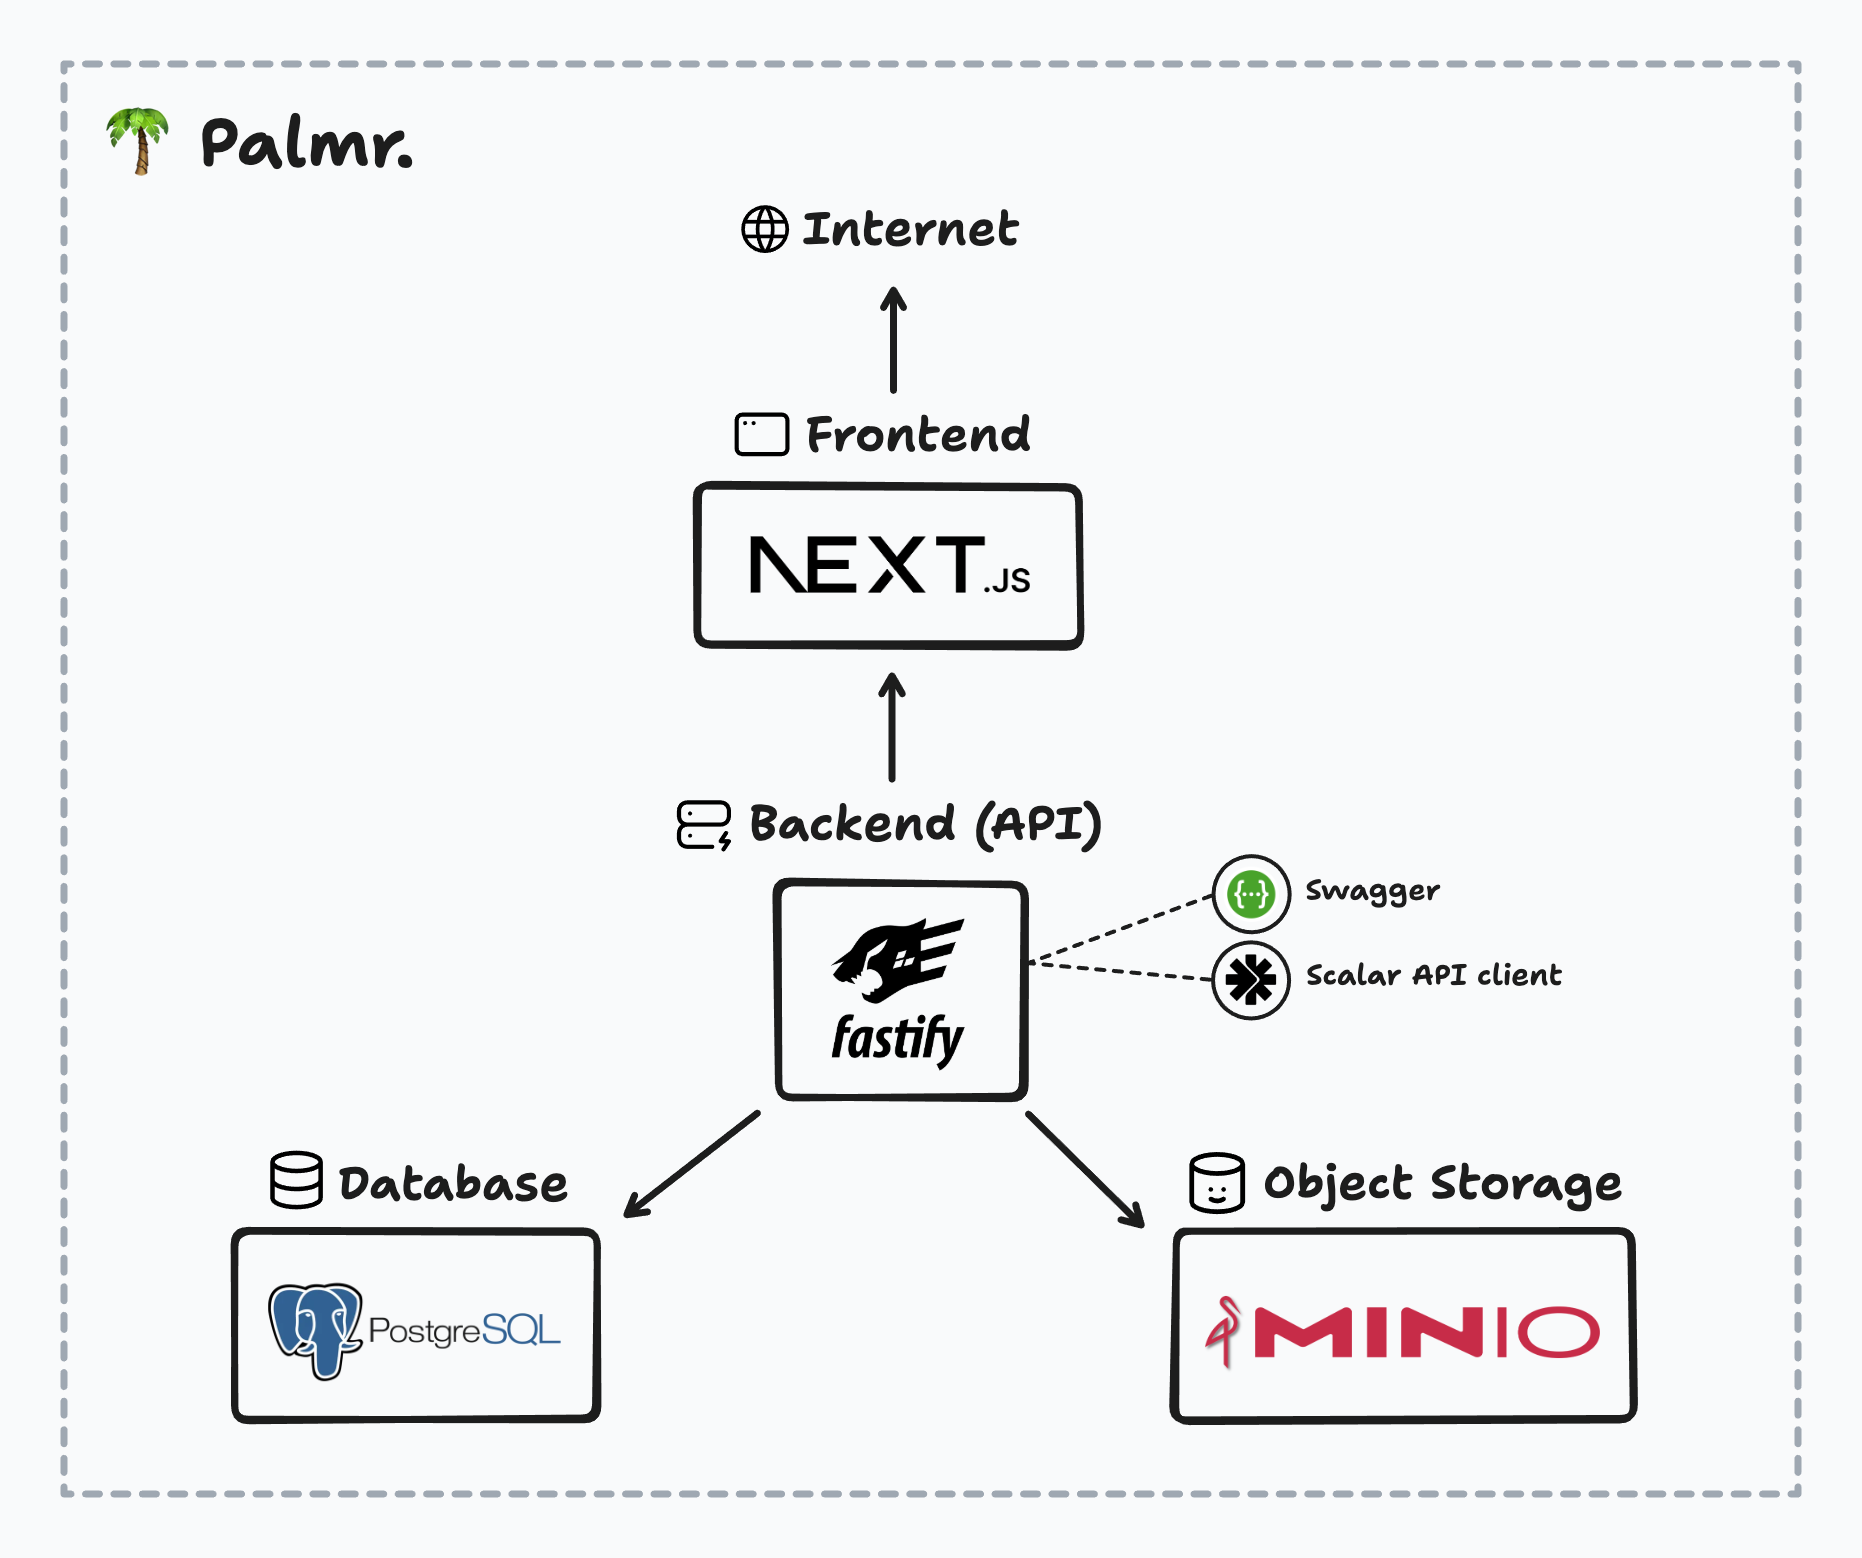 Palmr.
Internet
Frontend
NEXT.JS
Backend (API)
fastify
Swagger
Scalar API client
Database
PostgreSQL
Object Storage
MINIO